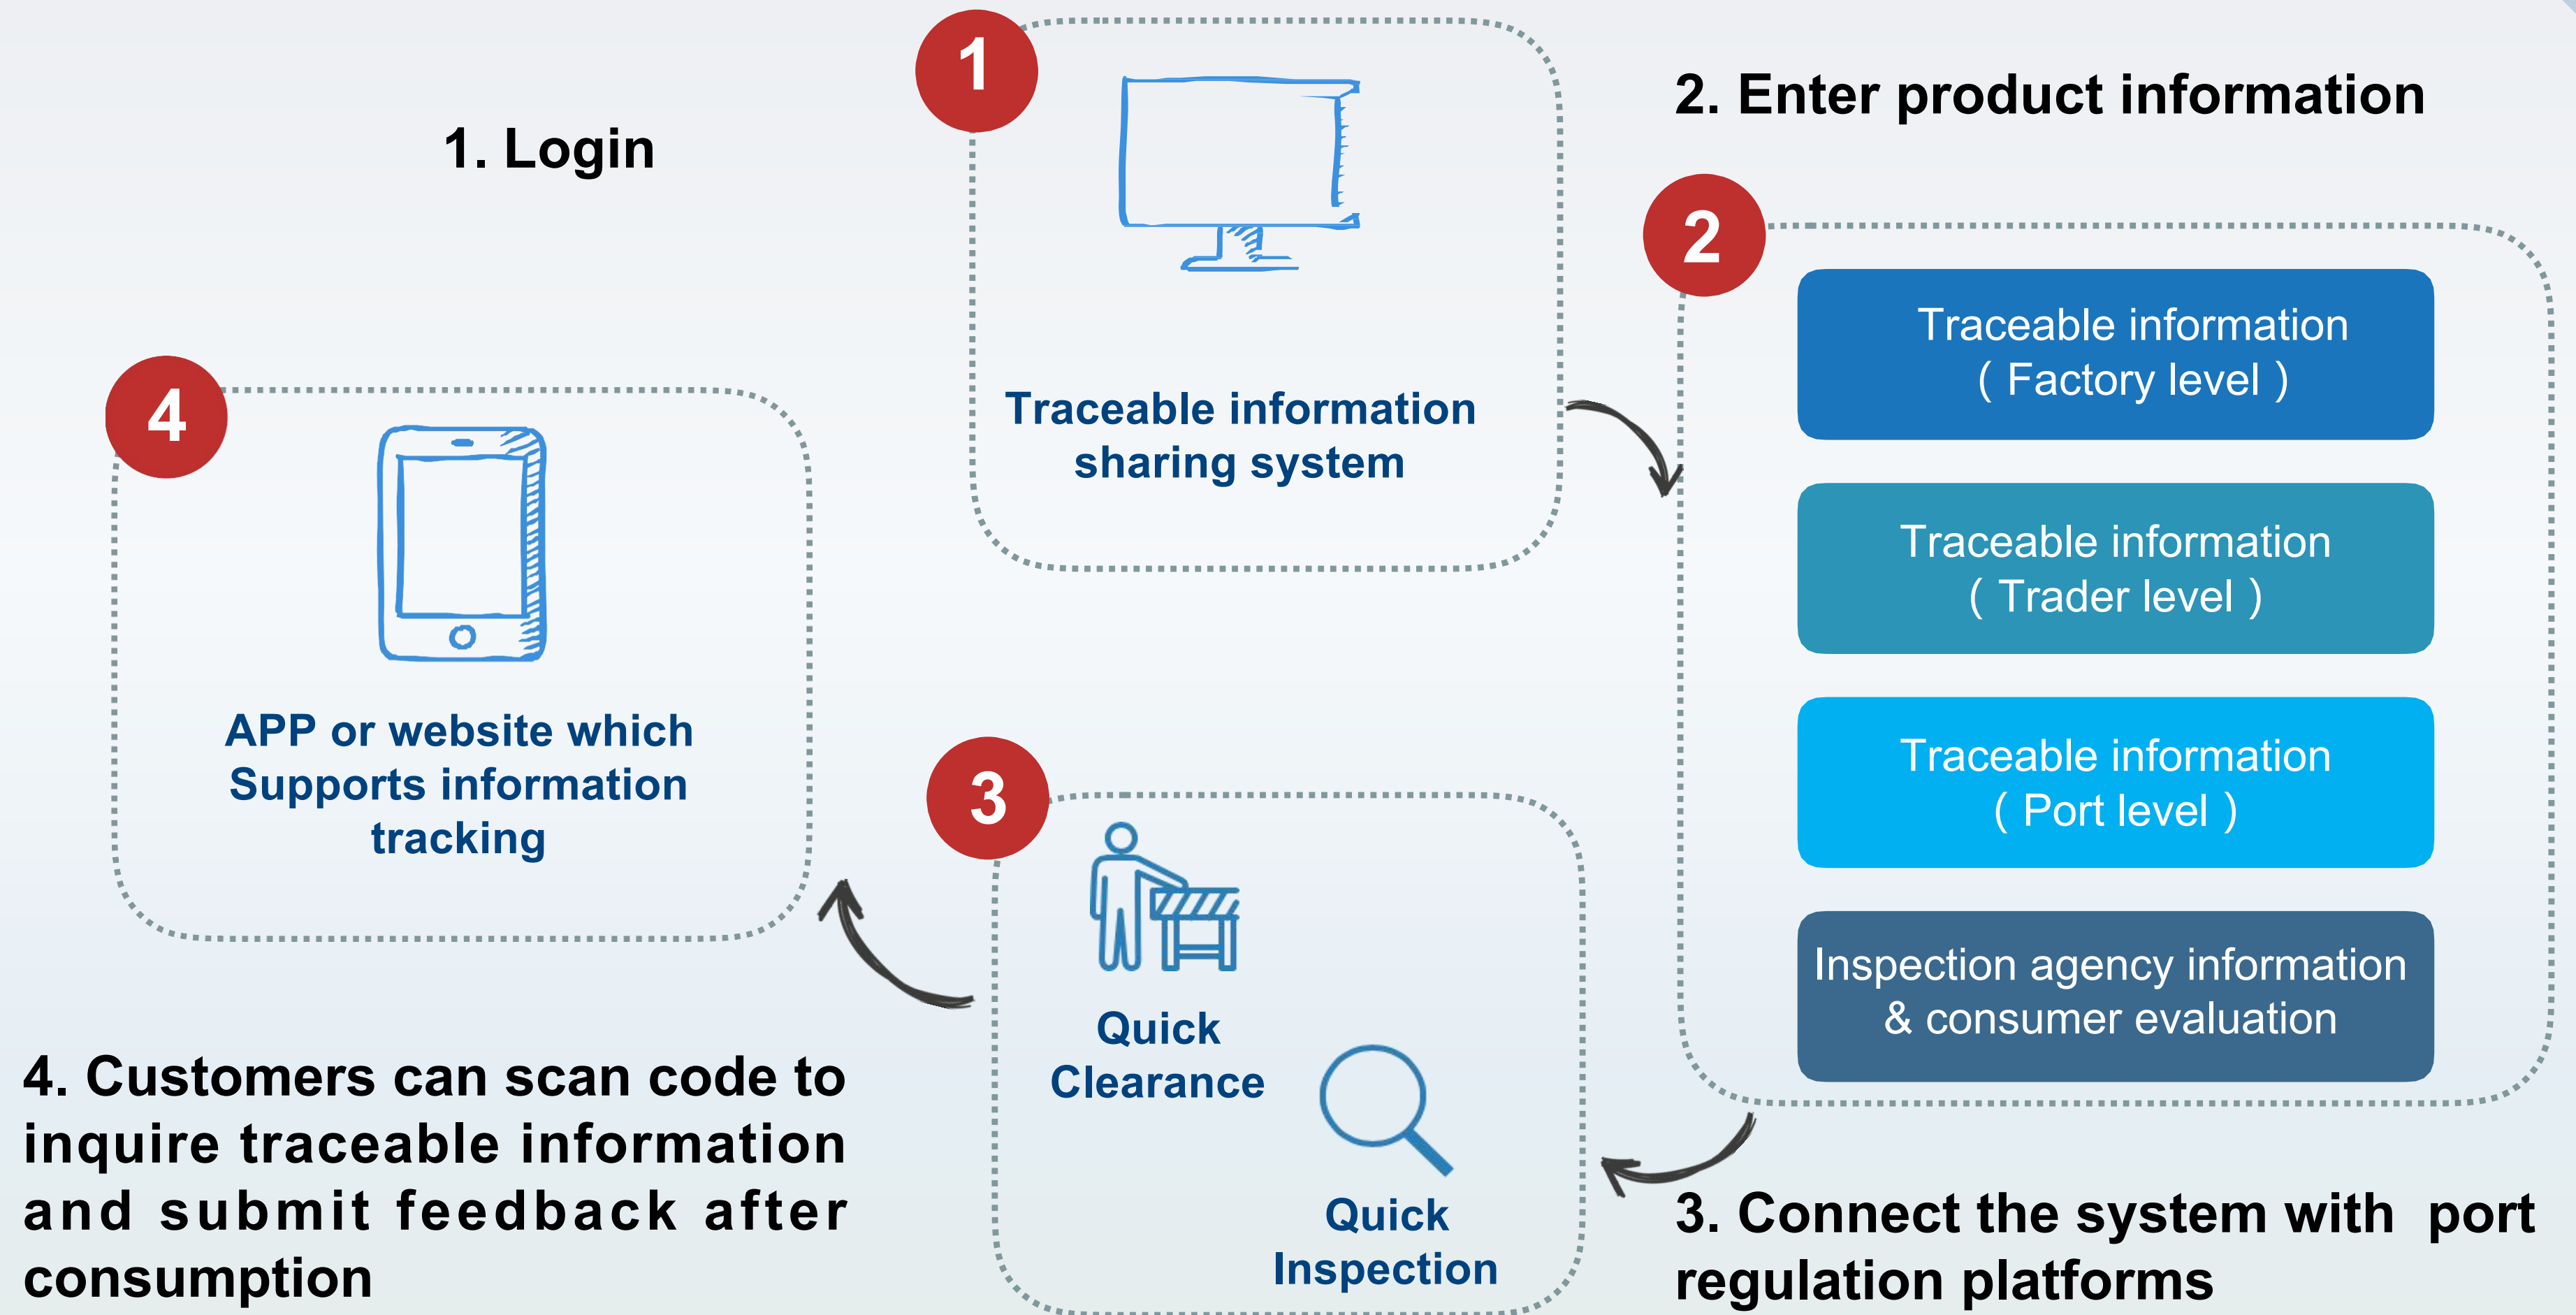 1. Login
1
Traceable information
sharing system
2. Enter product information
2
Traceable information
( Factory level )
Traceable information
( Trader level )
Traceable information
( Port level )
Inspection agency information
& consumer evaluation
3
Quick
Clearance
Quick
Inspection
3. Connect the system with port
regulation platforms
4
APP or website which
Supports information
tracking
4. Customers can scan code to
inquire traceable information
and submit feedback after
consumption